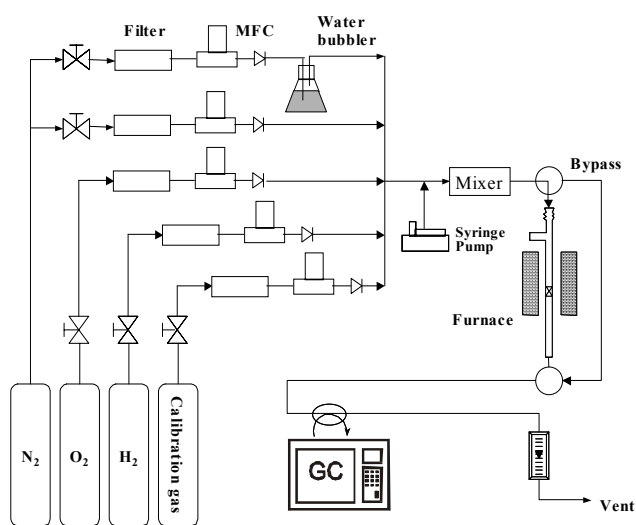 Filter
MFC
Water
bubbler
Bypass
Mixer
Syringe
Pump
Furnace
N2
O2
H2
Calibration gas
GC
Vent